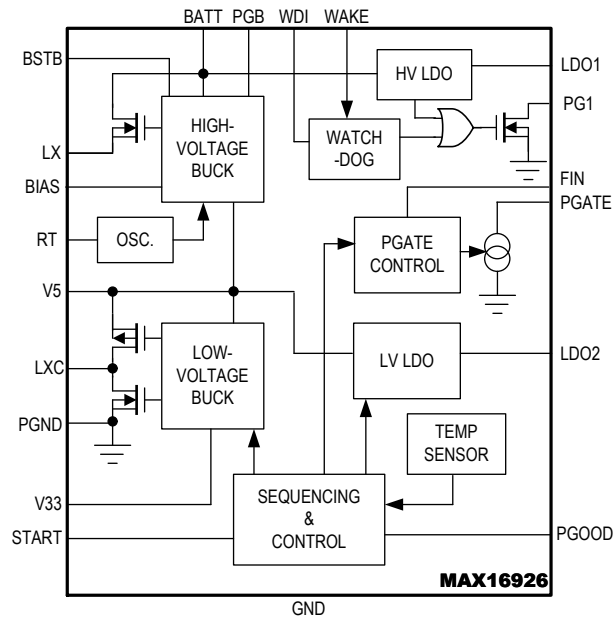 BATT PGB WDI WAKE
BSTB
HV LDO
LDO1
PG1
HIGH-
VOLTAGE
BUCK
WATCH
-DOG
LX
BIAS
FIN
PGATE
RT
OSC.
PGATE
CONTROL
V5
LOW-
VOLTAGE
BUCK
LV LDO
LXC
LDO2
PGND
TEMP
SENSOR
V33
SEQUENCING
&
CONTROL
START
PGOOD
MAX16926
GND